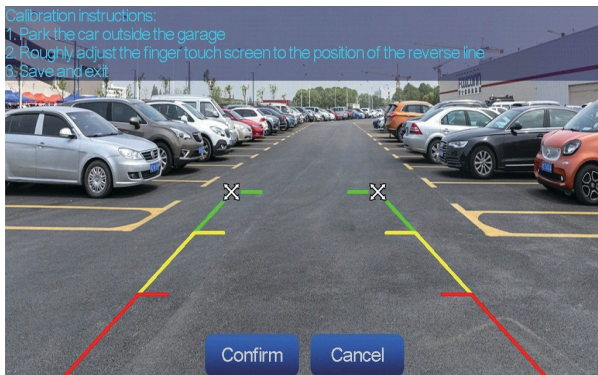 Calibration instructions:
1. Park the car outside the garage
2. Roughly adjust the finger touch screen to the position of the reverse line
3. Save and exit
Confirm
Cancel